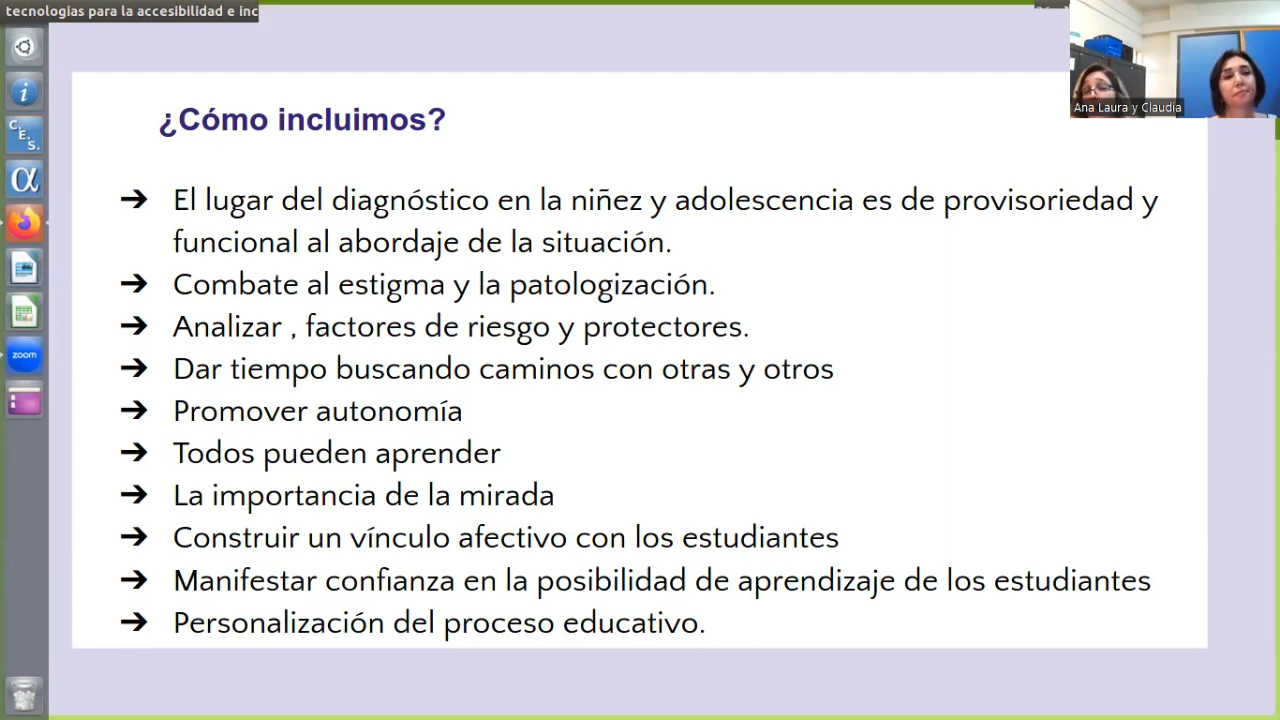 tecnologias para la accesibilidad e inc
Ana Laura y Claudia
¿Cómo incluimos?
➔ El lugar del diagnóstico en la niñez y adolescencia es de provisoriedad y
funcional al abordaje de la situación.
➔ Combate al estigma y la patologización.
➔ Analizar , factores de riesgo y protectores.
➔ Dar tiempo buscando caminos con otras y otros
➔ Promover autonomía
➔ Todos pueden aprender
➔ La importancia de la mirada
➔ Construir un vínculo afectivo con los estudiantes
➔ Manifestar confianza en la posibilidad de aprendizaje de los estudiantes
➔ Personalización del proceso educativo.
C.E.S.
α
zoom